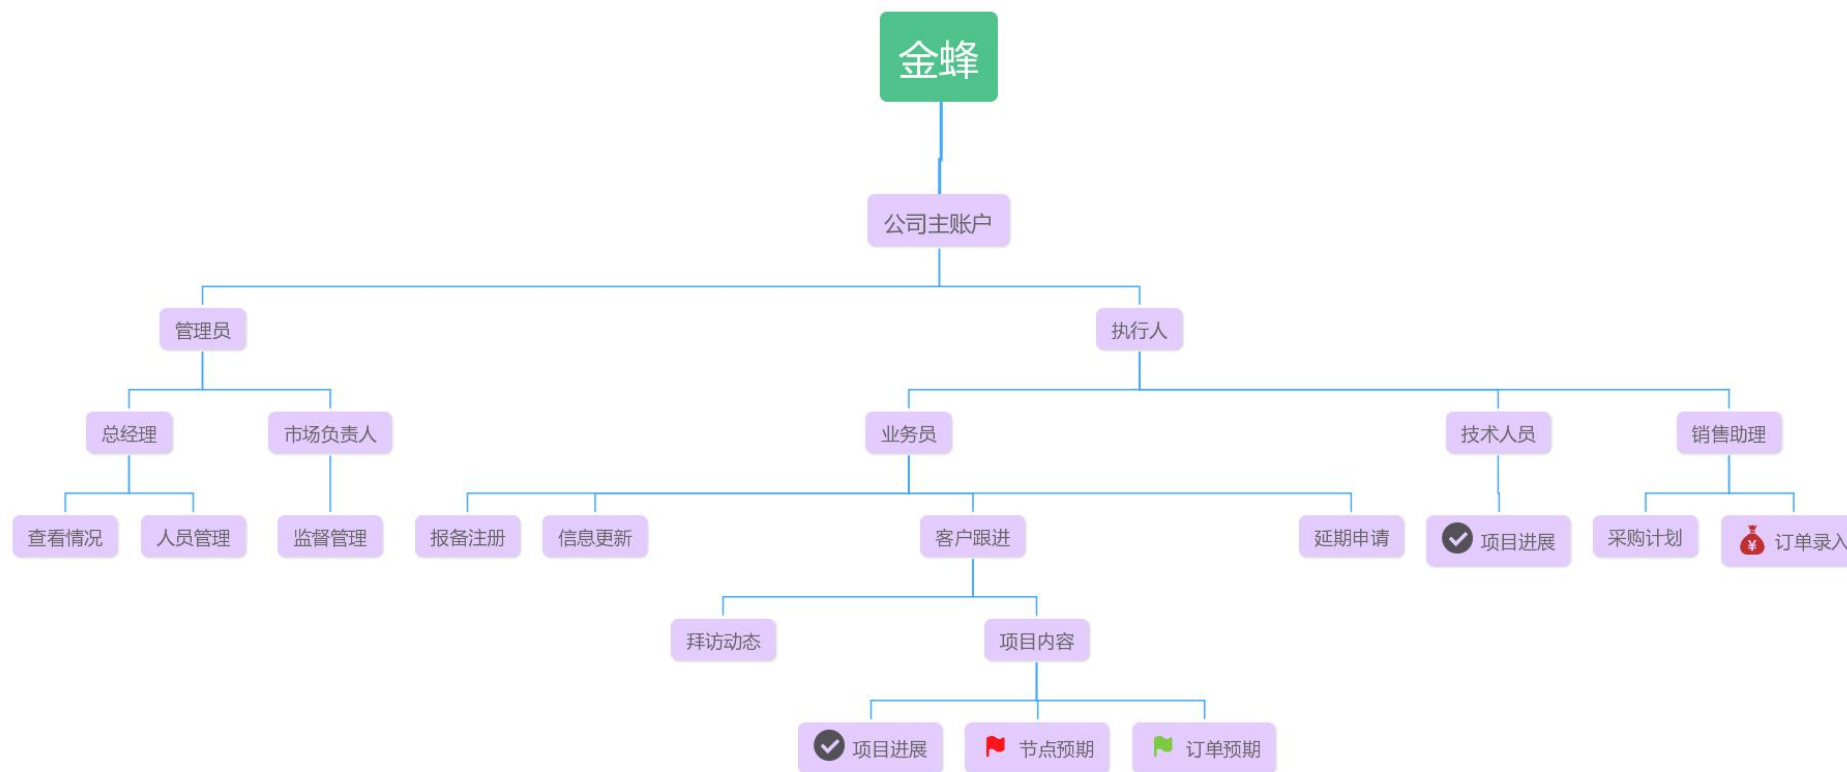 金蜂
公司主账户
管理员
执行人
总经理
市场负责人
业务员
技术人员
销售助理
查看情况
人员管理
监督管理
报备注册
信息更新
客户跟进
延期申请
项目进展
采购计划
¥ 订单录入
拜访动态
项目内容
项目进展
节点预期
订单预期